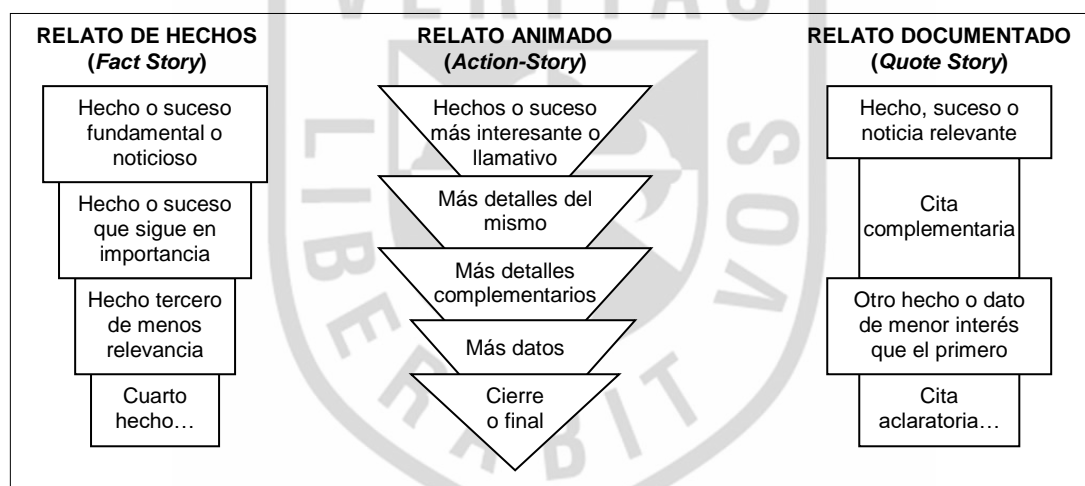 RELATO DE HECHOS
(Fact Story)
Hecho o suceso
fundamental o
noticioso
Hecho o suceso
que sigue en
importancia
Hecho tercero
de menos
relevancia
Cuarto
hecho…
RELATO ANIMADO
(Action-Story)
Hechos o suceso
más interesante o
llamativo
Más detalles del
mismo
Más detalles
complementarios
Más datos
Cierre
o final
RELATO DOCUMENTADO
(Quote Story)
Hecho, suceso o
noticia relevante
Cita
complementaria
Otro hecho o dato
de menor interés
que el primero
Cita
aclaratoria…
VERITAS
LIBERABIT
VOS